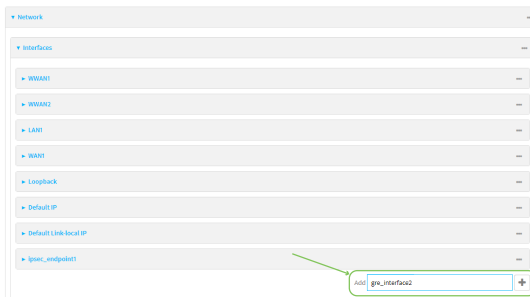 Network
Interfaces
WWAN1
WWAN2
LAN1
WAN1
Loopback
Default IP
Default Link-local IP
ipsec_endpoint1
Add gre_interface2